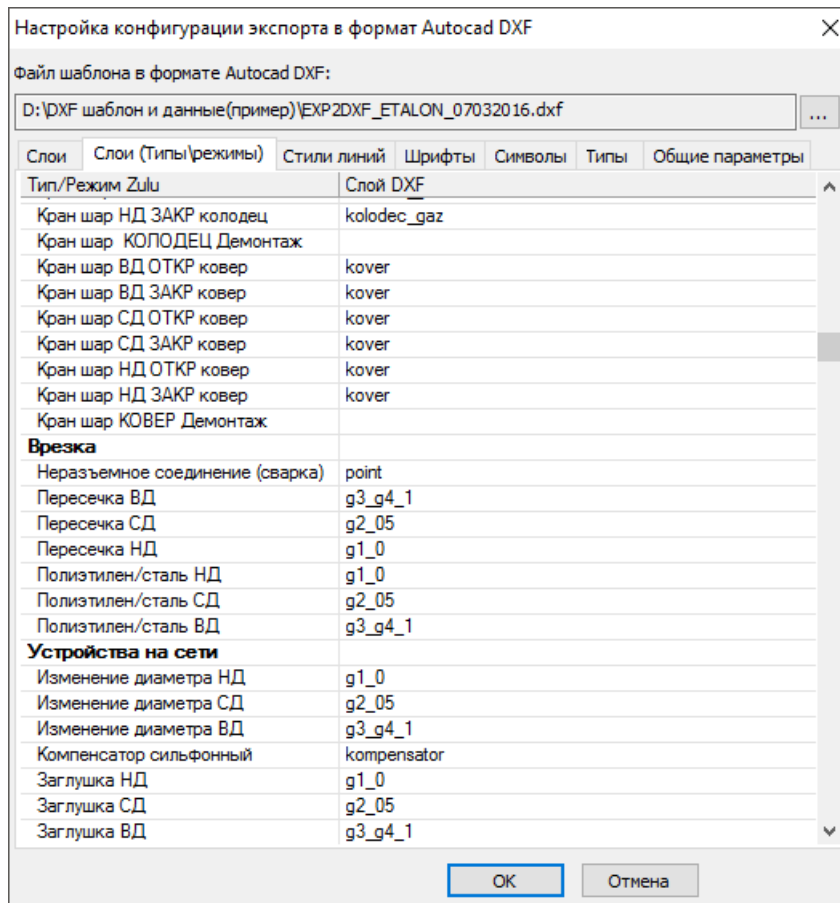 Настройка конфигурации экспорта в формат Autocad DXF
Файл шаблона в формате Autocad DXF:
D:\DXF шаблон и данные(пример)\EXP2DXF_ETALON_07032016.dxf ...
Слои Слои (Типы\режимы) Стили линий Шрифты Символы Типы Общие параметры
Тип/Режим Zulu Слой DXF
Кран шар НД ЗАКР колодец kolodec_gaz
Кран шар КОЛОДЕЦ Демонтаж
Кран шар ВД ОТКР ковер kover
Кран шар ВД ЗАКР ковер kover
Кран шар СД ОТКР ковер kover
Кран шар СД ЗАКР ковер kover
Кран шар НД ОТКР ковер kover
Кран шар НД ЗАКР ковер kover
Кран шар КОВЕР Демонтаж
Врезка
Неразъемное соединение (сварка) point
Пересечка ВД g3_g4_1
Пересечка СД g2_05
Пересечка НД g1_0
Полиэтилен/сталь НД g1_0
Полиэтилен/сталь СД g2_05
Полиэтилен/сталь ВД g3_g4_1
Устройства на сети
Изменение диаметра НД g1_0
Изменение диаметра СД g2_05
Изменение диаметра ВД g3_g4_1
Компенсатор сильфонный kompensator
Заглушка НД g1_0
Заглушка СД g2_05
Заглушка ВД g3_g4_1
OK Отмена